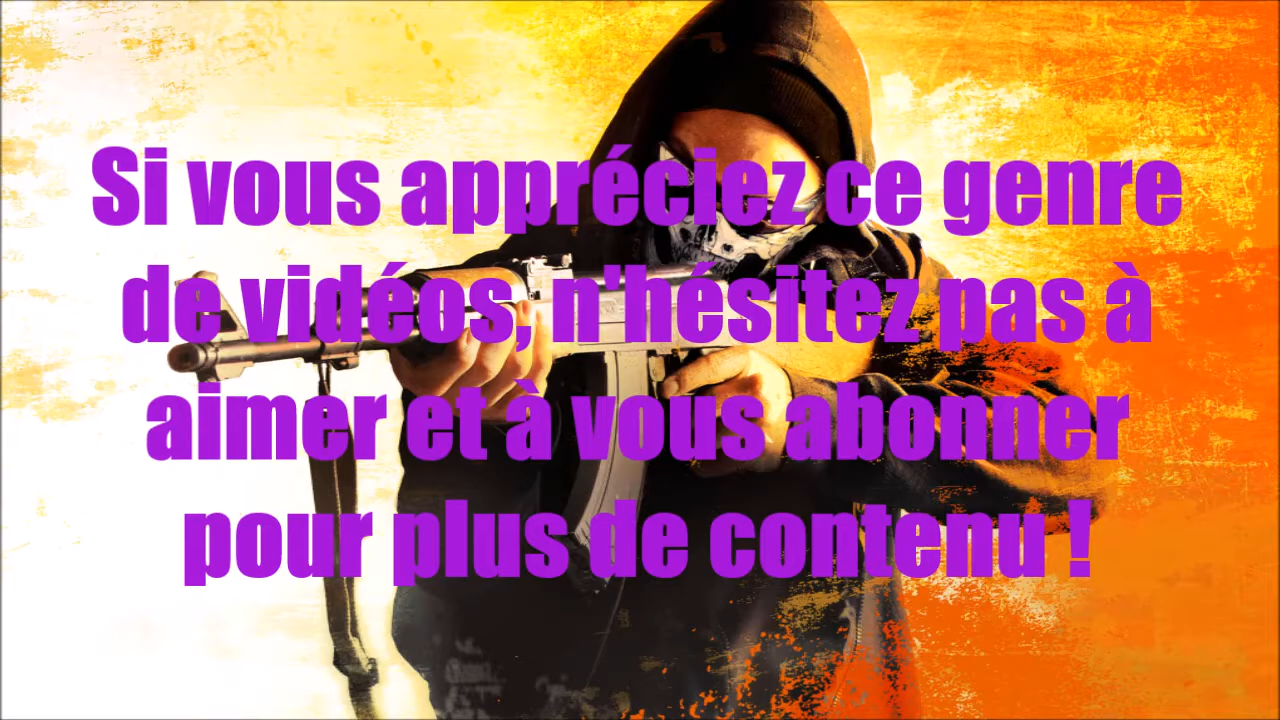 Si vous appréciez ce genre
de vidéos, n'hésitez pas à
aimer et à vous abonner
pour plus de contenu !